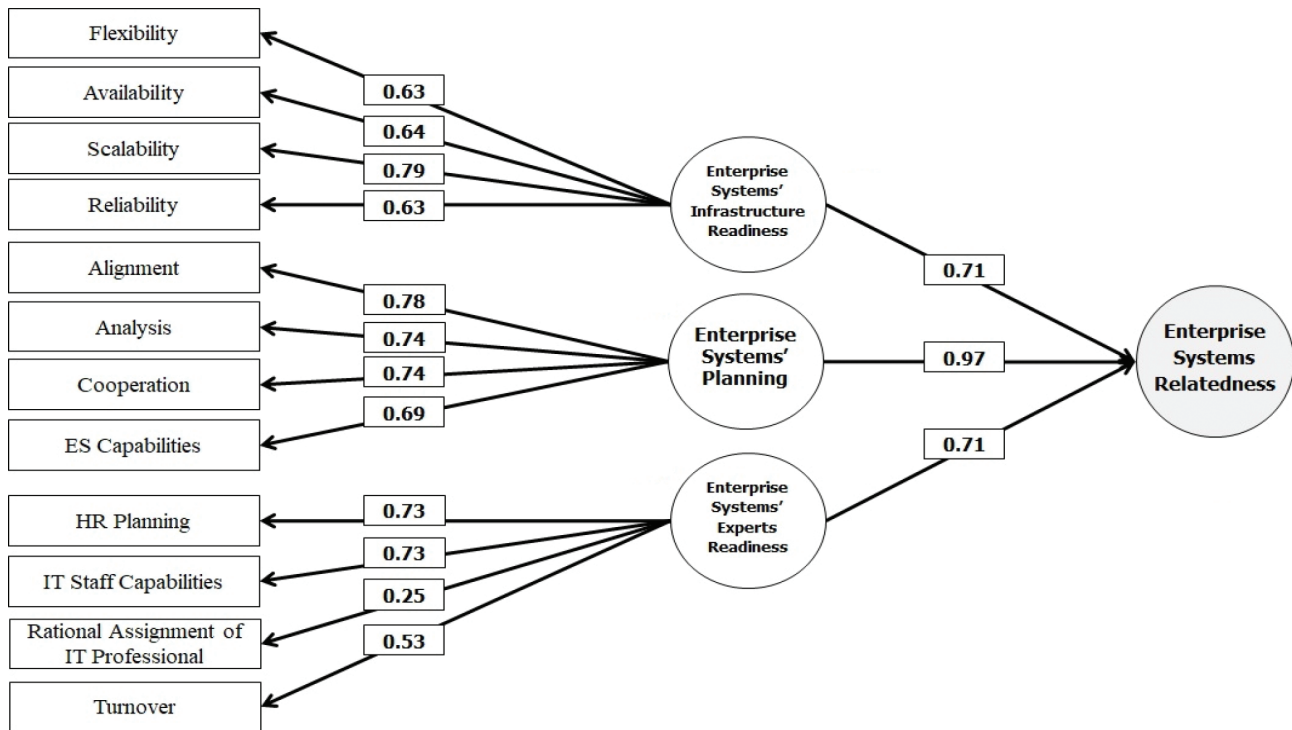 Flexibility
Availability
Scalability
Reliability
Alignment
Analysis
Cooperation
ES Capabilities
HR Planning
IT Staff Capabilities
Rational Assignment of
IT Professional
Turnover
0.63
0.64
0.79
0.63
0.78
0.74
0.74
0.69
0.73
0.73
0.25
0.53
Enterprise
Systems’
Infrastructure
Readiness
Enterprise
Systems’
Planning
Enterprise
Systems’
Experts
Readiness
0.71
0.97
0.71
Enterprise
Systems
Relatedness